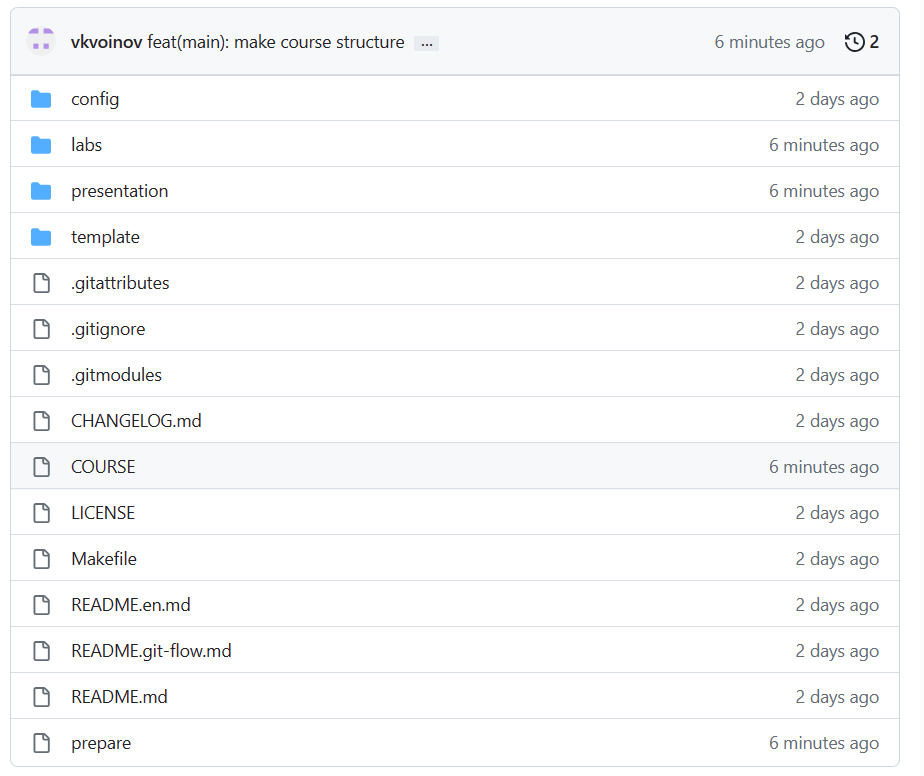 vkvoinov feat(main): make course structure ... 6 minutes ago 2
config 2 days ago
labs 6 minutes ago
presentation 6 minutes ago
template 2 days ago
.gitattributes 2 days ago
.gitignore 2 days ago
.gitmodules 2 days ago
CHANGELOG.md 2 days ago
COURSE 6 minutes ago
LICENSE 2 days ago
Makefile 2 days ago
README.en.md 2 days ago
README.git-flow.md 2 days ago
README.md 2 days ago
prepare 6 minutes ago